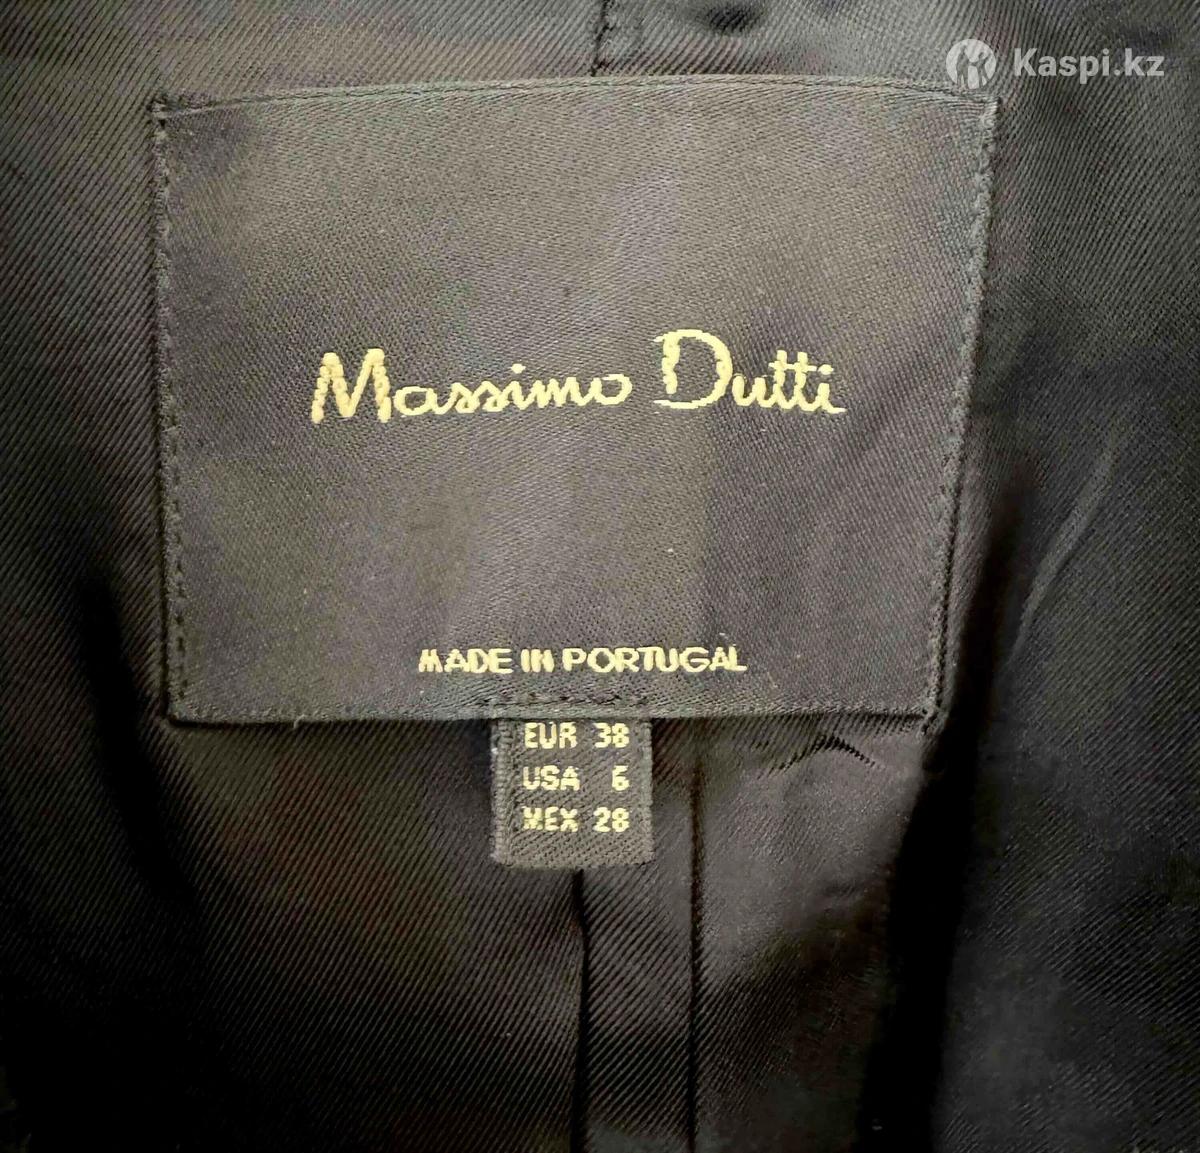 Kaspi.kz
Massimo Dutti
MADE IN PORTUGAL
EUR 38
USA 6
MEX 28